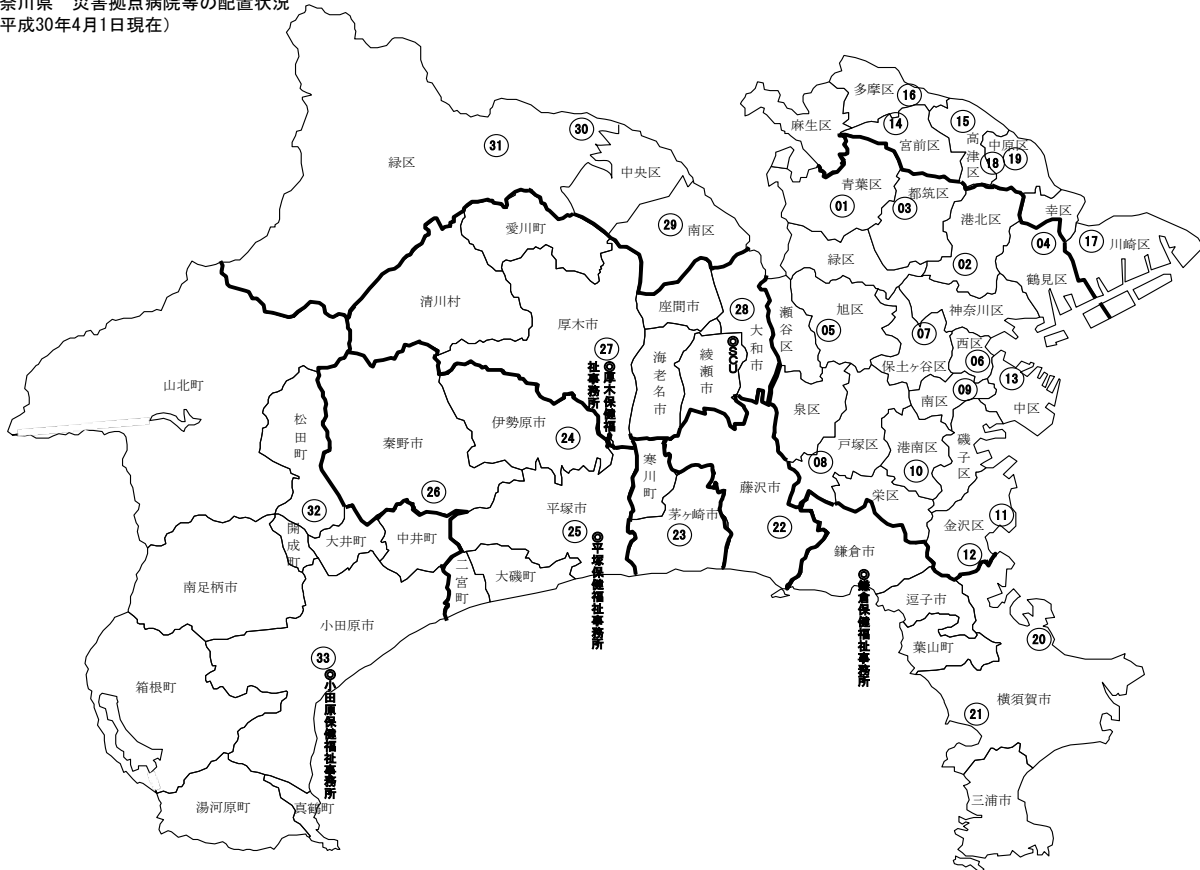 奈川県　災害拠点病院等の配置状況
平成30年4月1日現在）
多摩区
16
麻生区
14
宮前区
15
高津区
中原区
18
19
30
31
緑区
中央区
29
南区
青葉区
01
都筑区
03
港北区
02
幸区
04
17
川崎区
鶴見区
愛川町
清川村
厚木市
27
◎厚木保健福祉事務所
座間市
28
大和市
◎SCU
海老名市
綾瀬市
緑区
瀬谷区
旭区
05
神奈川区
07
保土ヶ谷区
西区
06
09
南区
13
中区
山北町
松田町
秦野市
26
伊勢原市
24
泉区
戸塚区
08
港南区
10
磯子区
栄区
金沢区
11
12
32
開成町
大井町
中井町
平塚市
25
◎平塚保健福祉事務所
寒川町
茅ヶ崎市
23
藤沢市
22
鎌倉市
◎鎌倉保健福祉事務所
南足柄市
二宮町
大磯町
小田原市
33
◎小田原保健福祉事務所
箱根町
湯河原町
真鶴町
逗子市
葉山町
20
横須賀市
21
三浦市